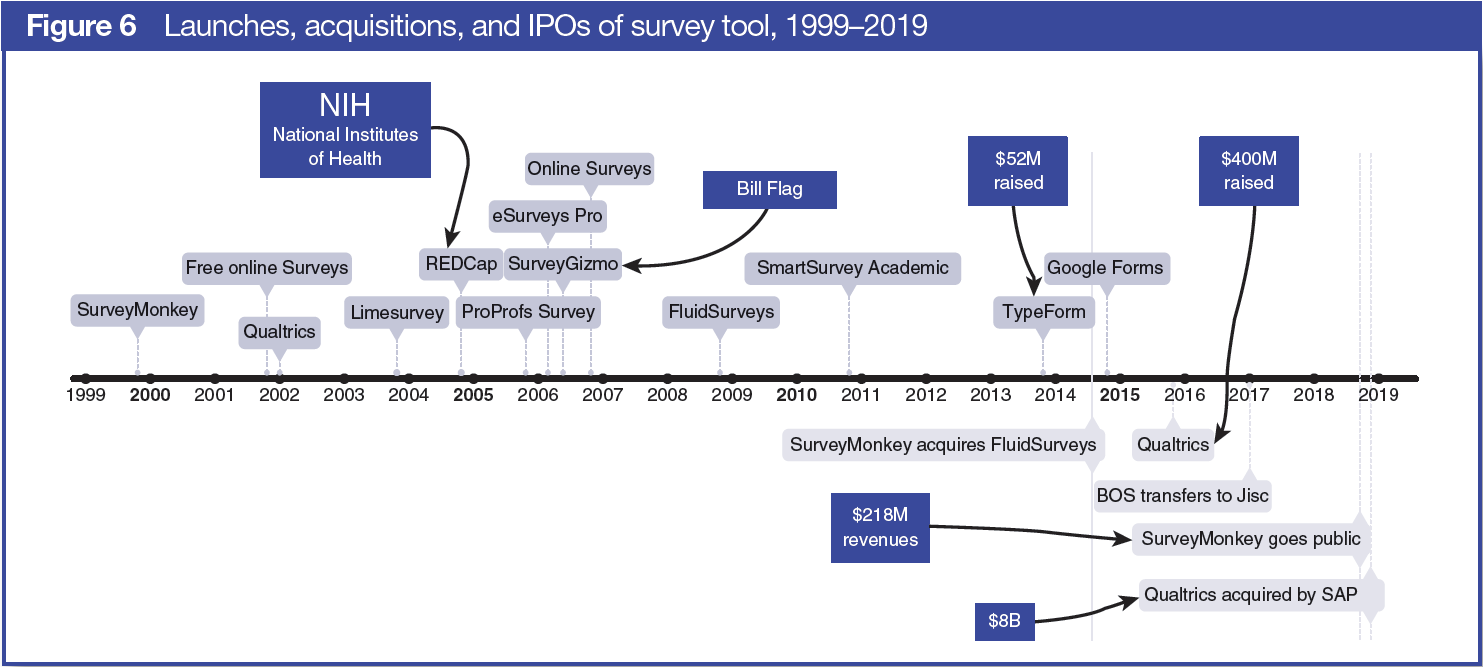 Figure 6 Launches, acquisitions, and IPOs of survey tool, 1999–2019
NIH
National Institutes
of Health
Online Surveys
$52M
raised
$400M
raised
Bill Flag
eSurveys Pro
Free online Surveys
REDCap
SurveyGizmo
SmartSurvey Academic
Google Forms
SurveyMonkey
Qualtrics
Limesurvey
ProProfs Survey
FluidSurveys
TypeForm
1999 2000 2001 2002 2003 2004 2005 2006 2007 2008 2009 2010 2011 2012 2013 2014 2015 2016 2017 2018 2019
SurveyMonkey acquires FluidSurveys
Qualtrics
BOS transfers to Jisc
$218M
revenues
SurveyMonkey goes public
Qualtrics acquired by SAP
$8B